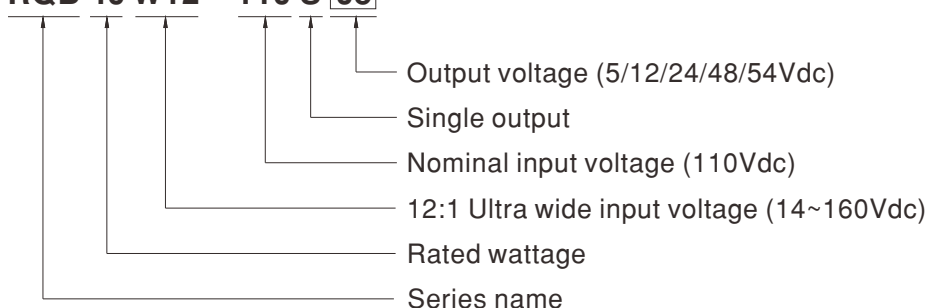 Output voltage (5/12/24/48/54Vdc)
Single output
Nominal input voltage (110Vdc)
12:1 Ultra wide input voltage (14~160Vdc)
Rated wattage
Series name